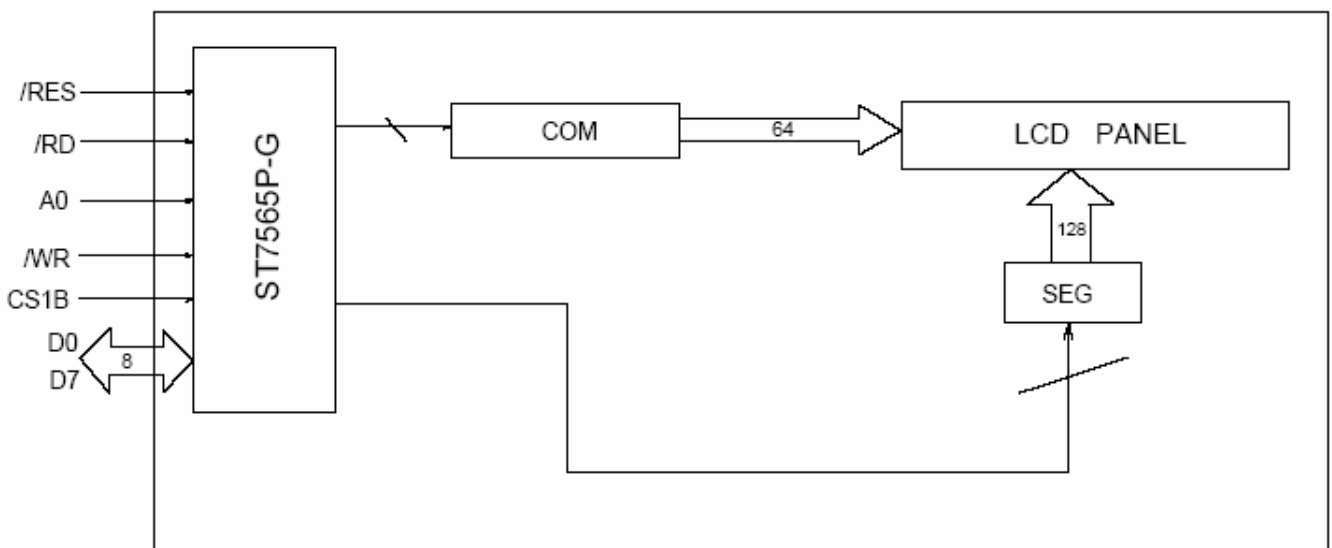 /RES
/RD
A0
/WR
CS1B
D0
D7
8
ST7565P-G
COM
64
LCD PANEL
128
SEG